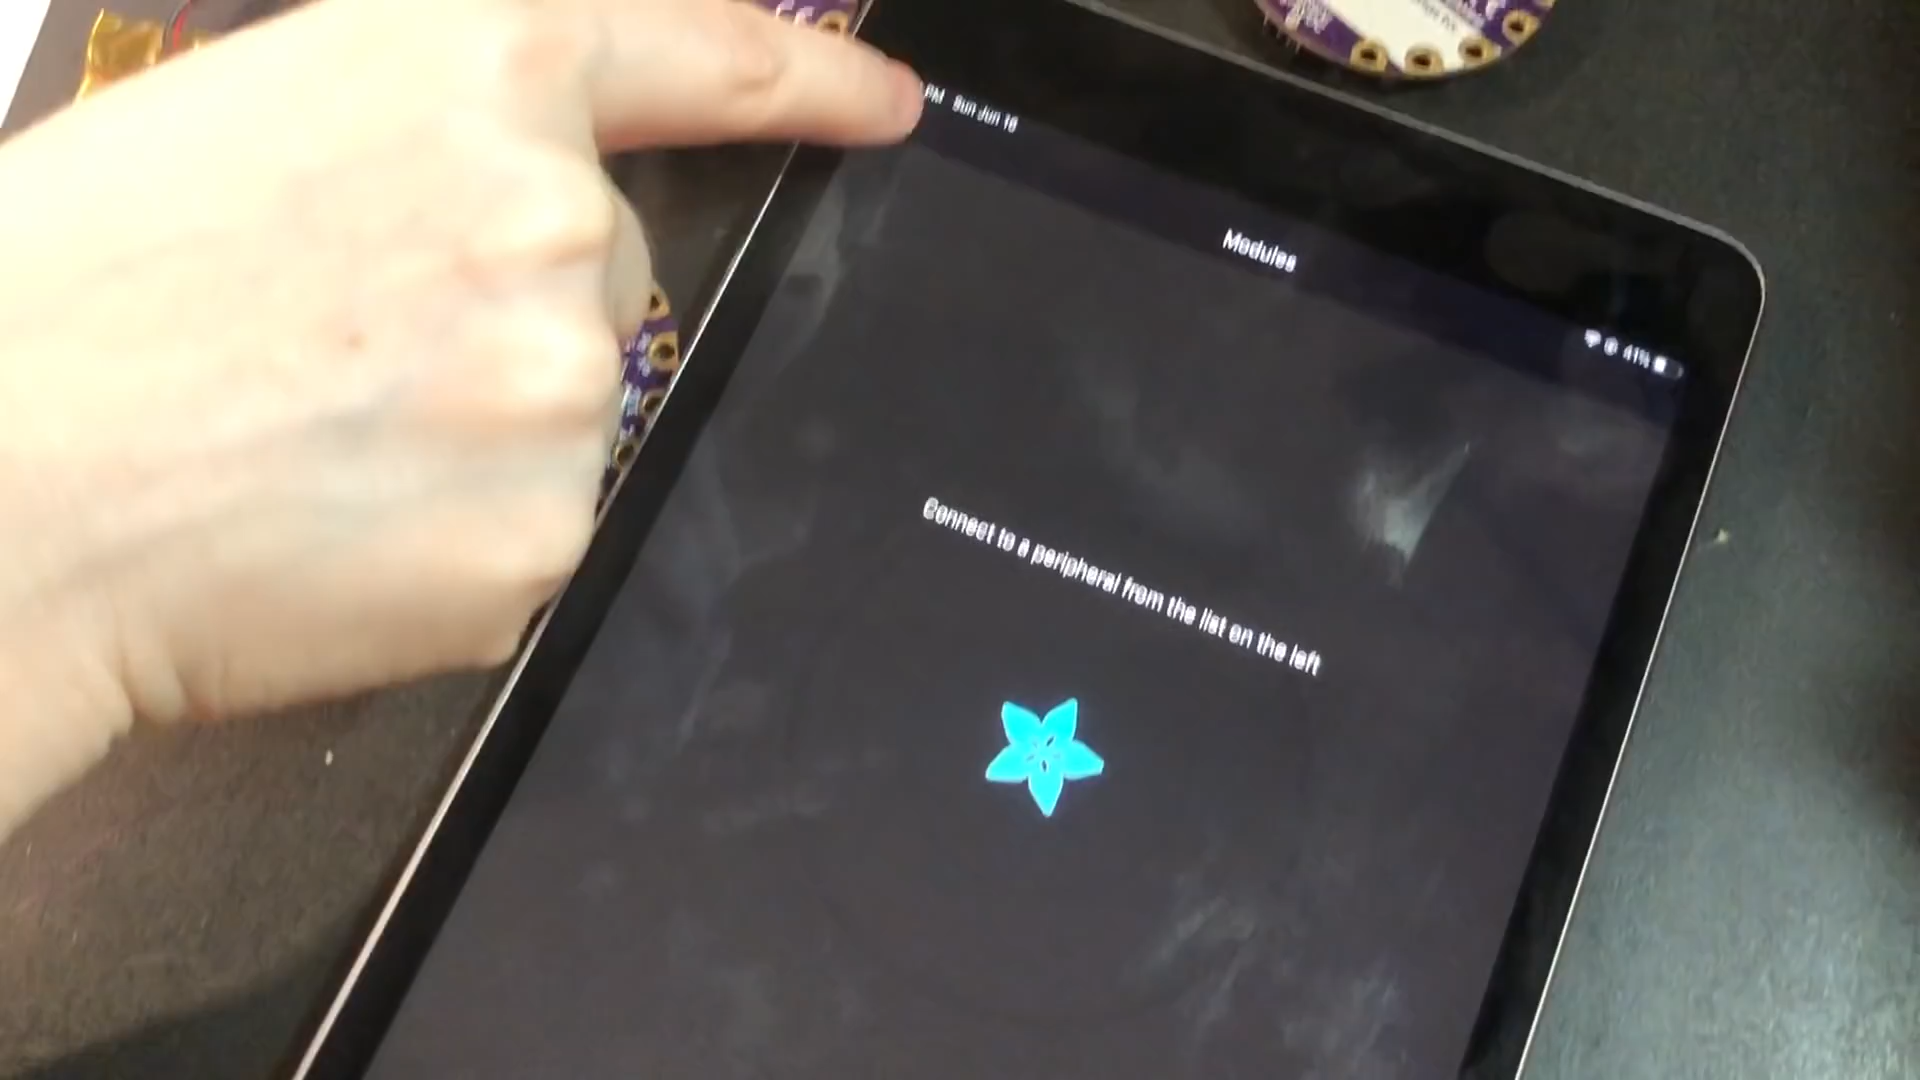 PM Sun Jun 16
Modules
41%
Connect to a peripheral from the list on the left